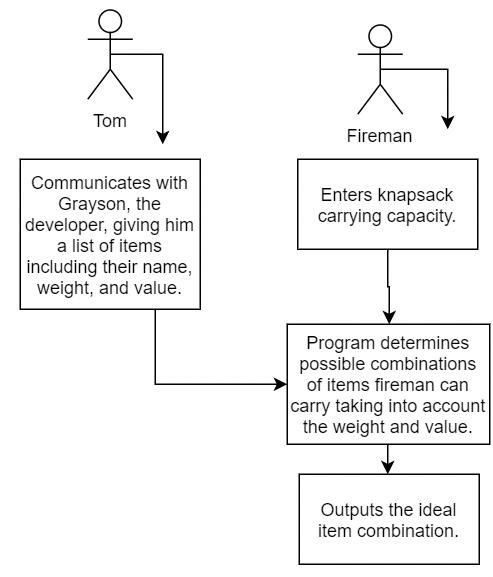 Tom
Fireman
Communicates with
Grayson, the
developer, giving him
a list of items
including their name,
weight, and value.
Enters knapsack
carrying capacity.
Program determines
possible combinations
of items fireman can
carry taking into account
the weight and value.
Outputs the ideal
item combination.